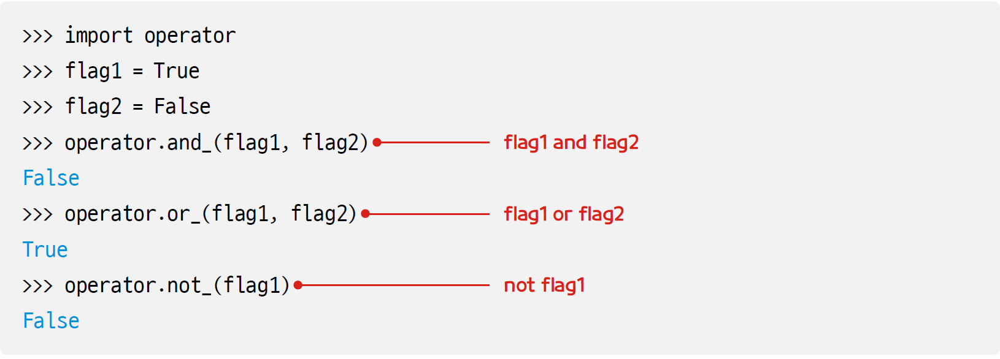 >>> import operator
>>> flag1 = True
>>> flag2 = False
>>> operator.and_(flag1, flag2) flag1 and flag2
False
>>> operator.or_(flag1, flag2) flag1 or flag2
True
>>> operator.not_(flag1) not flag1
False